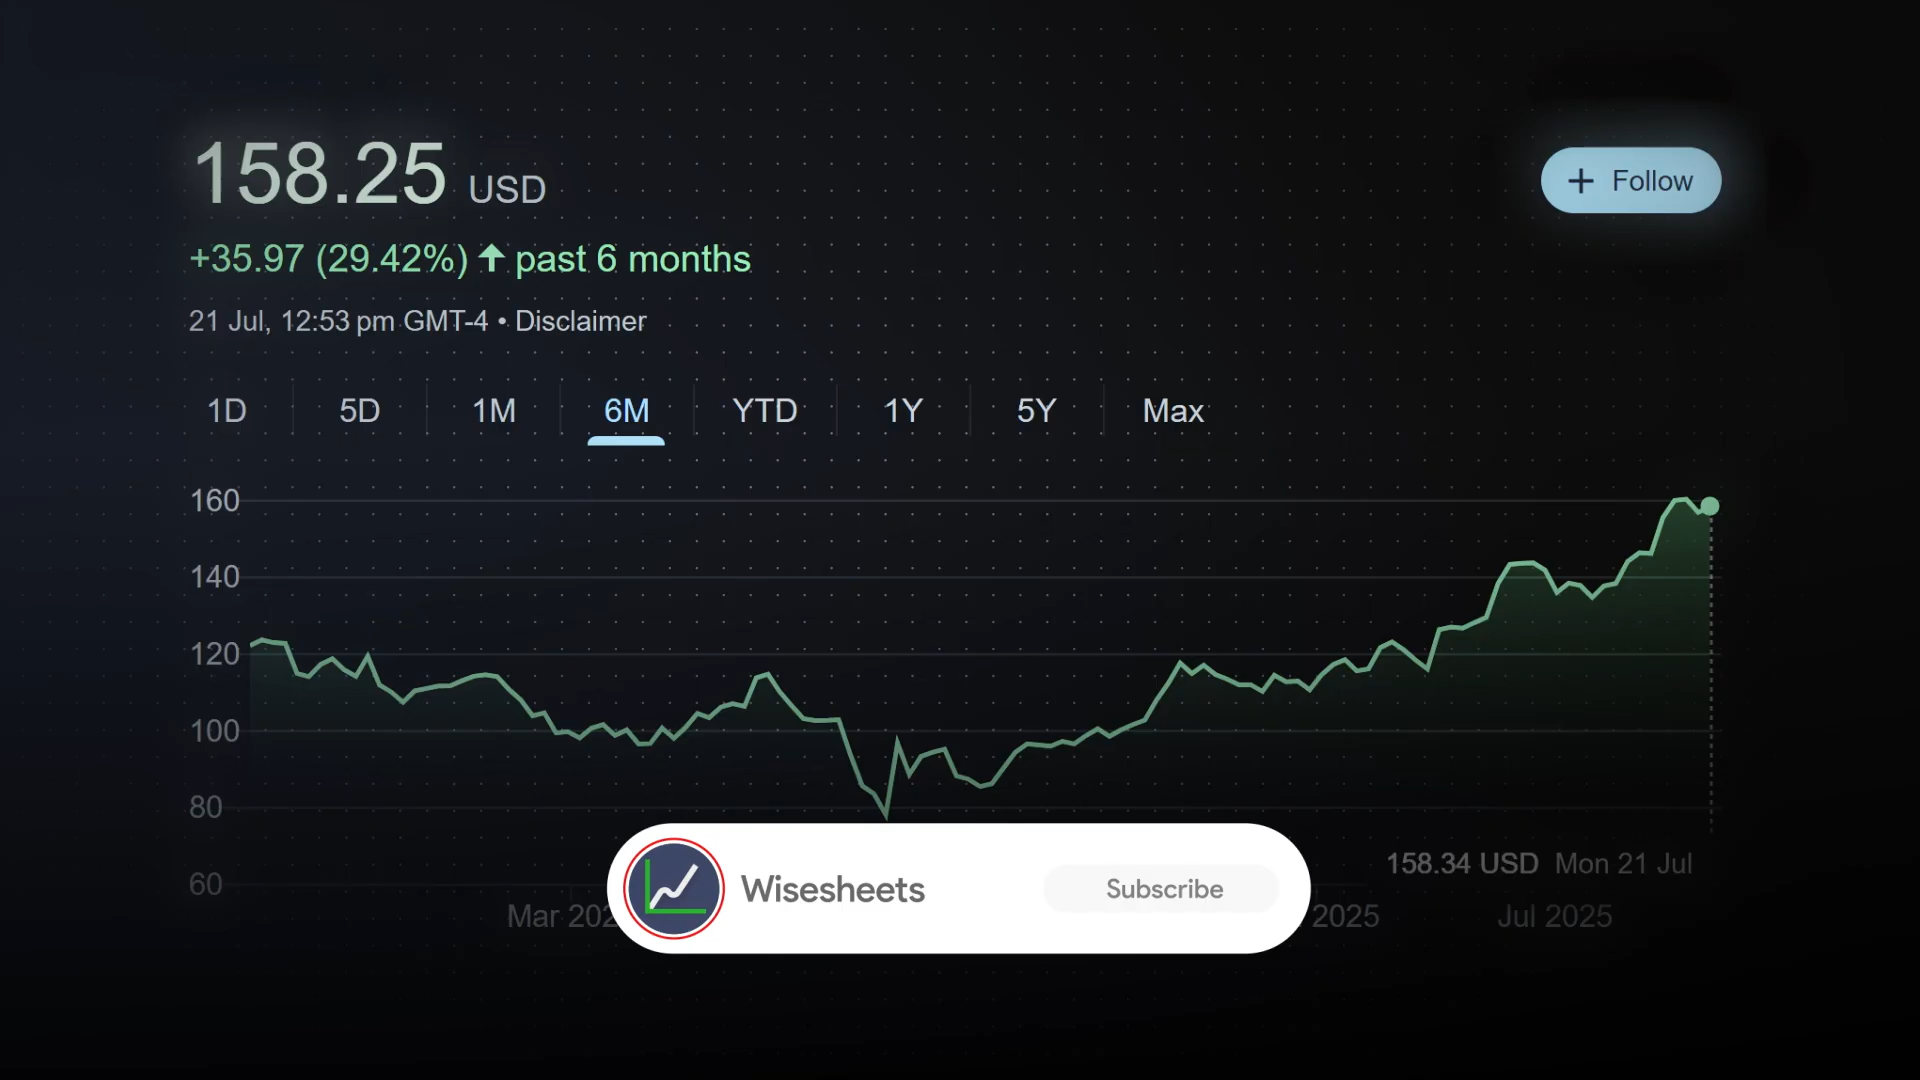 158.25 USD
+ Follow
+35.97 (29.42%) ↑ past 6 months
21 Jul, 12:53 pm GMT-4 • Disclaimer
1D 5D 1M 6M YTD 1Y 5Y Max
160
140
120
100
80
60
158.34 USD Mon 21 Jul
Wisesheets Subscribe
Mar 202 2025 Jul 2025